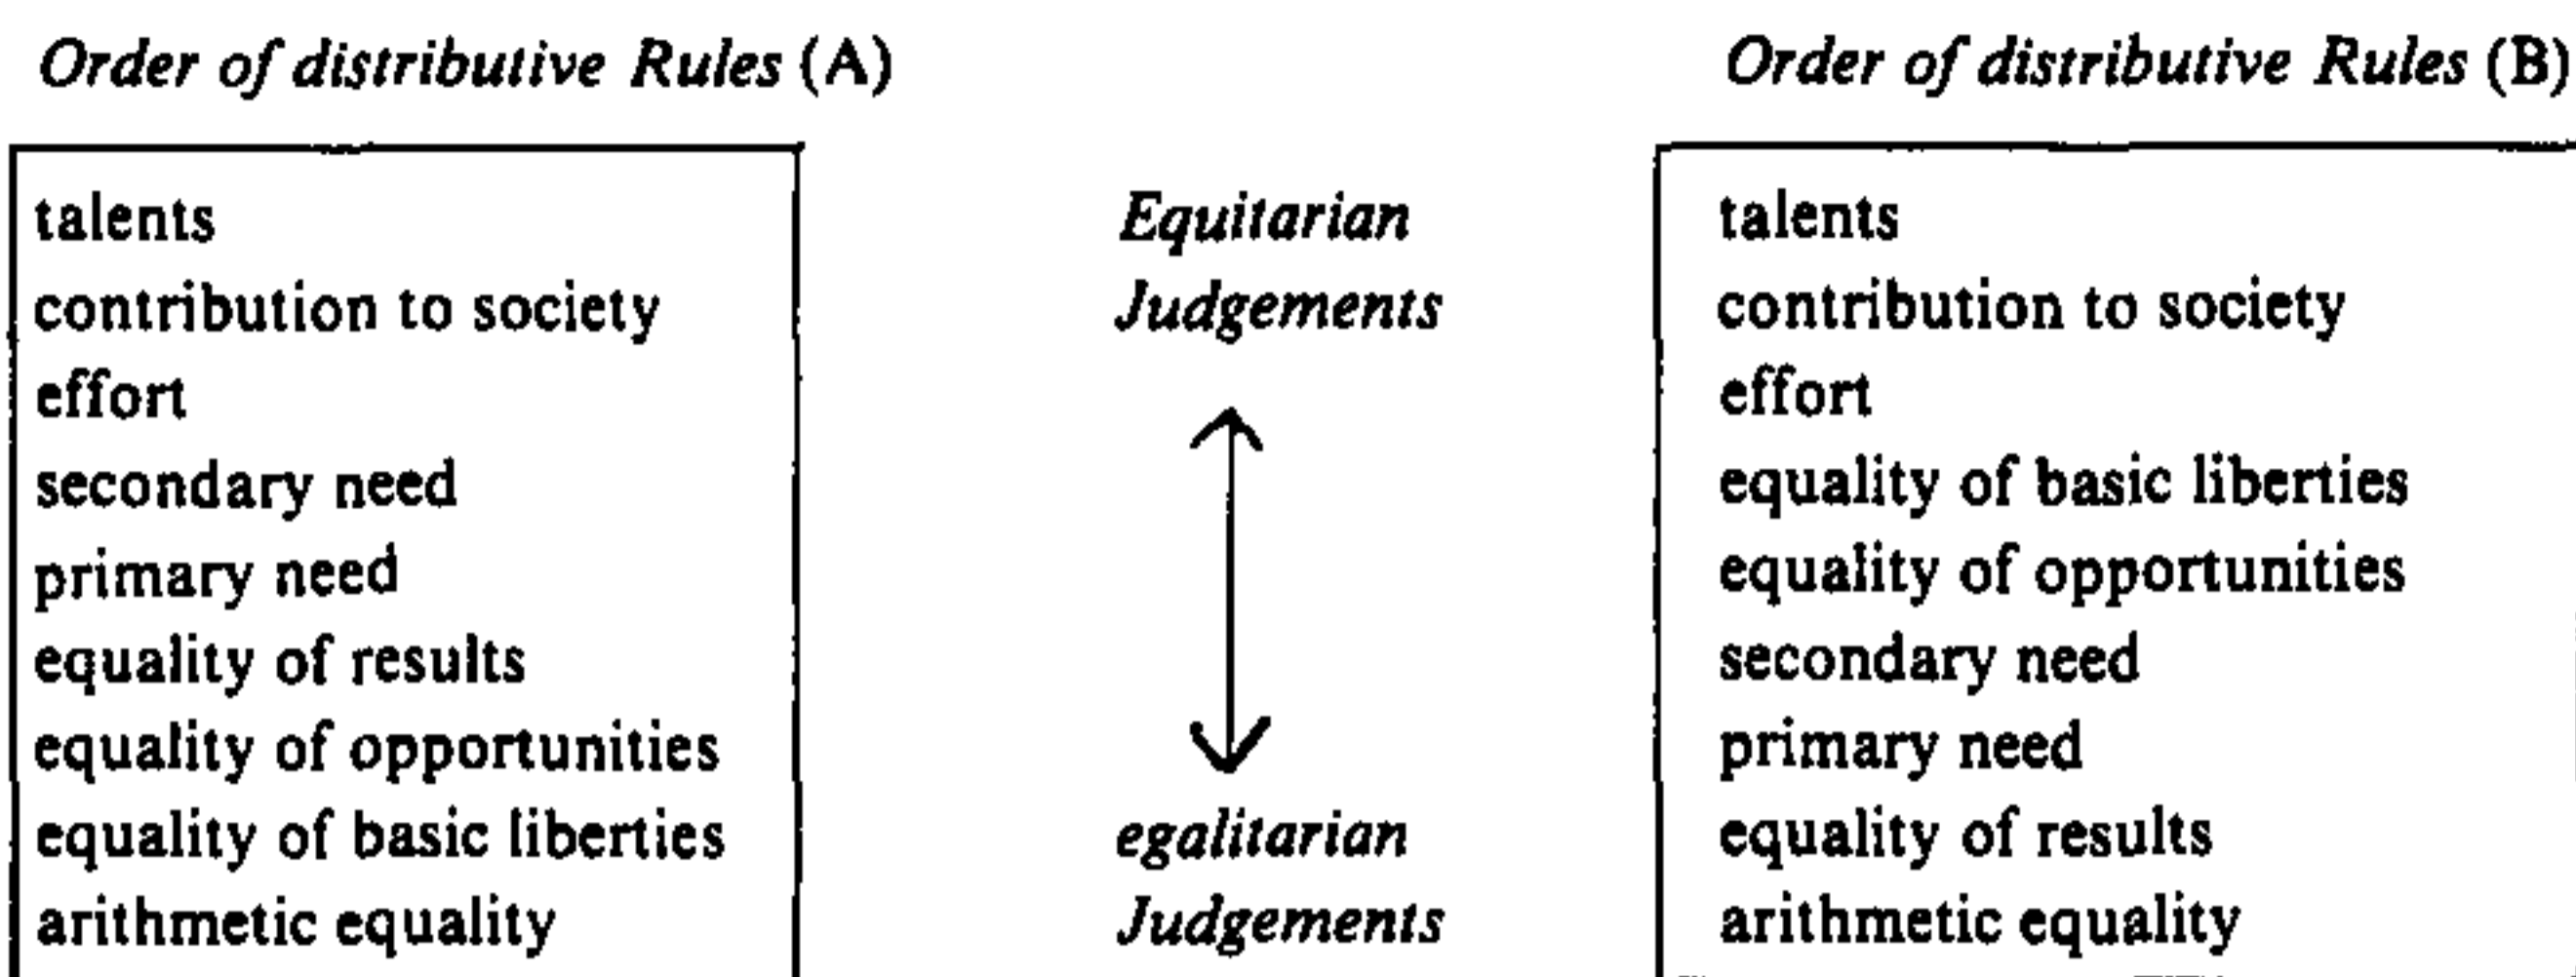 Order of distributive Rules (A)
talents
contribution to society
effort
secondary need
primary need
equality of results
equality of opportunities
equality of basic liberties
arithmetic equality
Equitarian
Judgements
egalitarian
Judgements
Order of distributive Rules (B)
talents
contribution to society
effort
equality of basic liberties
equality of opportunities
secondary need
primary need
equality of results
arithmetic equality